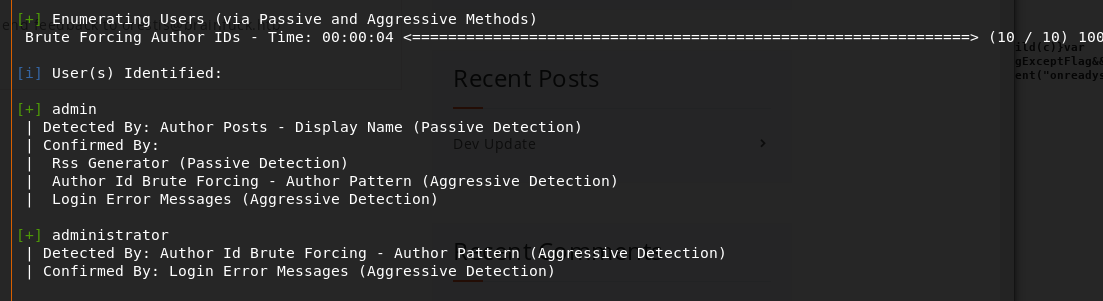 [+] Enumerating Users (via Passive and Aggressive Methods)
Brute Forcing Author IDs - Time: 00:00:04 <==============================================================> (10 / 10) 100
[i] User(s) Identified:
[+] admin
| Detected By: Author Posts - Display Name (Passive Detection)
| Confirmed By:
|  Rss Generator (Passive Detection)
|  Author Id Brute Forcing - Author Pattern (Aggressive Detection)
|  Login Error Messages (Aggressive Detection)
[+] administrator
| Detected By: Author Id Brute Forcing - Author Pattern (Aggressive Detection)
| Confirmed By: Login Error Messages (Aggressive Detection)
Recent Posts
Dev Update
Recent Comments
ild(c)}var
gExceptFlag&&
ent("onreadys